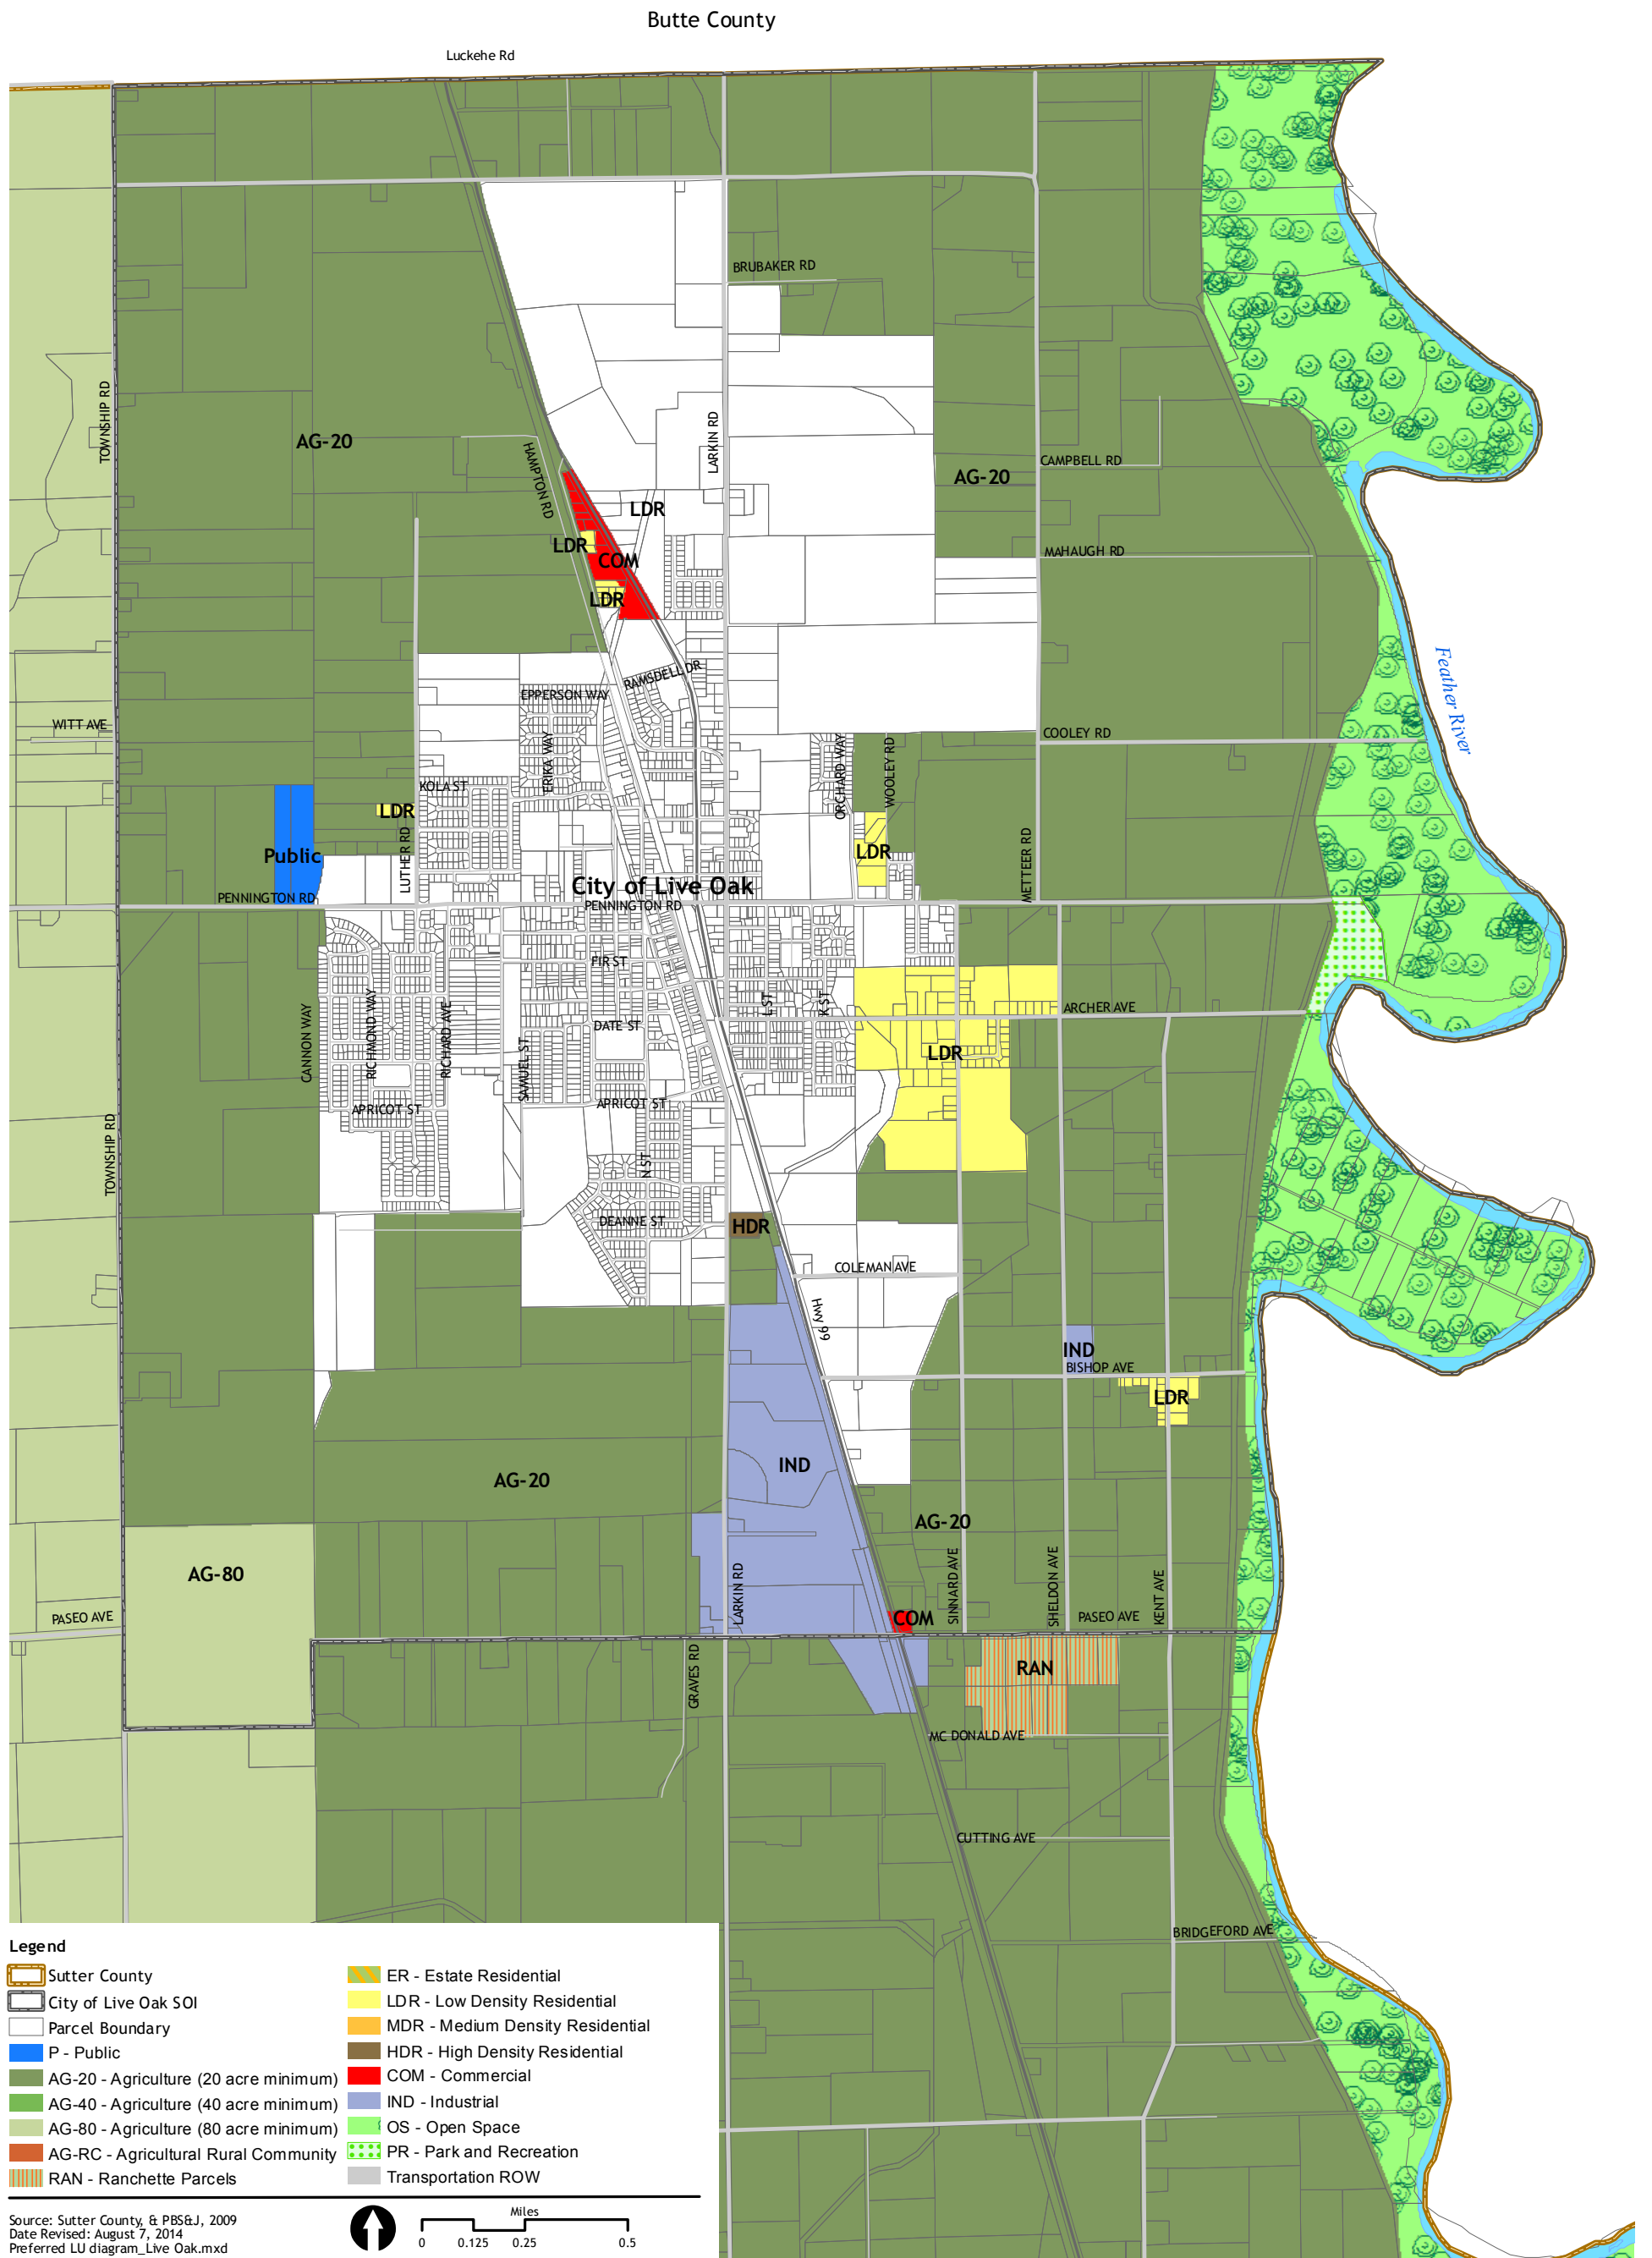 Butte County
Luckehe Rd
BRUBAKER RD
TOWNSHIP RD
AG-20
LARKIN RD
HAMPTON RD
CAMPBELL RD
AG-20
LDR
LDR
COM
MAHAUGH RD
LDR
Feather River
RAMSDELL DR
EPPERSON WAY
WITT AVE
COOLEY RD
ERIKA WAY
ORCHARD WAY
WOOLEY RD
KOLA ST
LDR
LUTHER RD
LDR
Public
METTEER RD
City of Live Oak
PENNINGTON RD
PENNINGTON RD
FIR ST
L ST
K ST
ARCHER AVE
CANNON WAY
RICHMOND WAY
RICHARD AVE
DATE ST
SAMUEL ST
LDR
APRICOT ST
APRICOT ST
TOWNSHIP RD
N ST
DEANNE ST
HDR
COLEMAN AVE
Hwy 99
IND
BISHOP AVE
LDR
IND
AG-20
AG-20
AG-80
LARKIN RD
SINNARD AVE
SHELDON AVE
KENT AVE
PASEO AVE
COM
PASEO AVE
GRAVES RD
RAN
MC DONALD AVE
CUTTING AVE
BRIDGEFORD AVE
Legend
Sutter County
City of Live Oak SOI
Parcel Boundary
P - Public
AG-20 - Agriculture (20 acre minimum)
AG-40 - Agriculture (40 acre minimum)
AG-80 - Agriculture (80 acre minimum)
AG-RC - Agricultural Rural Community
RAN - Ranchette Parcels
ER - Estate Residential
LDR - Low Density Residential
MDR - Medium Density Residential
HDR - High Density Residential
COM - Commercial
IND - Industrial
OS - Open Space
PR - Park and Recreation
Transportation ROW
Source: Sutter County, & PBS&J, 2009
Date Revised: August 7, 2014
Preferred LU diagram_Live Oak.mxd
Miles
0 0.125 0.25 0.5